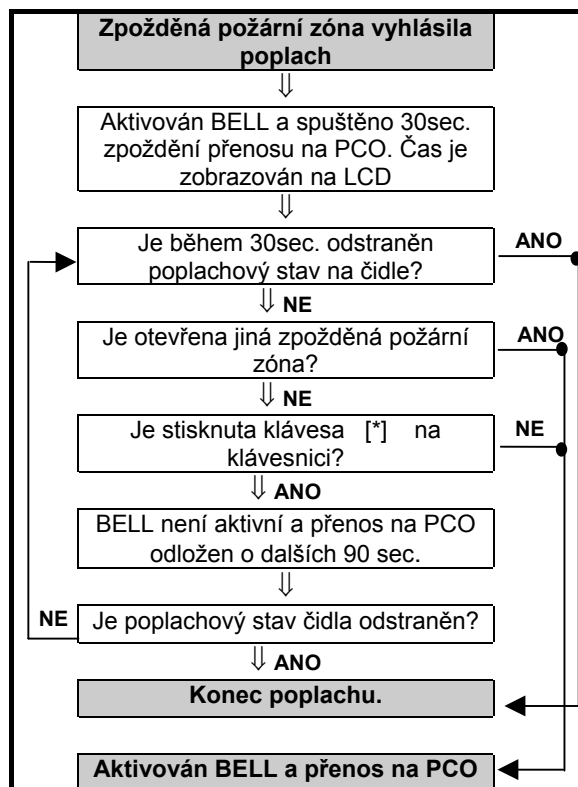 Zpožděná požární zóna vyhlásila
poplach
⇓
Aktivován BELL a spuštěno 30sec.
zpoždění přenosu na PCO. Čas je
zobrazován na LCD
⇓
Je během 30sec. odstraněn
poplachový stav na čidle?
ANO
⇓ NE
Je otevřena jiná zpožděná požární
zóna?
ANO
⇓ NE
Je stisknuta klávesa [*] na
klávesnici?
NE
⇓ ANO
BELL není aktivní a přenos na PCO
odložen o dalších 90 sec.
⇓
NE
Je poplachový stav čidla odstraněn?
⇓ ANO
Konec poplachu.
Aktivován BELL a přenos na PCO